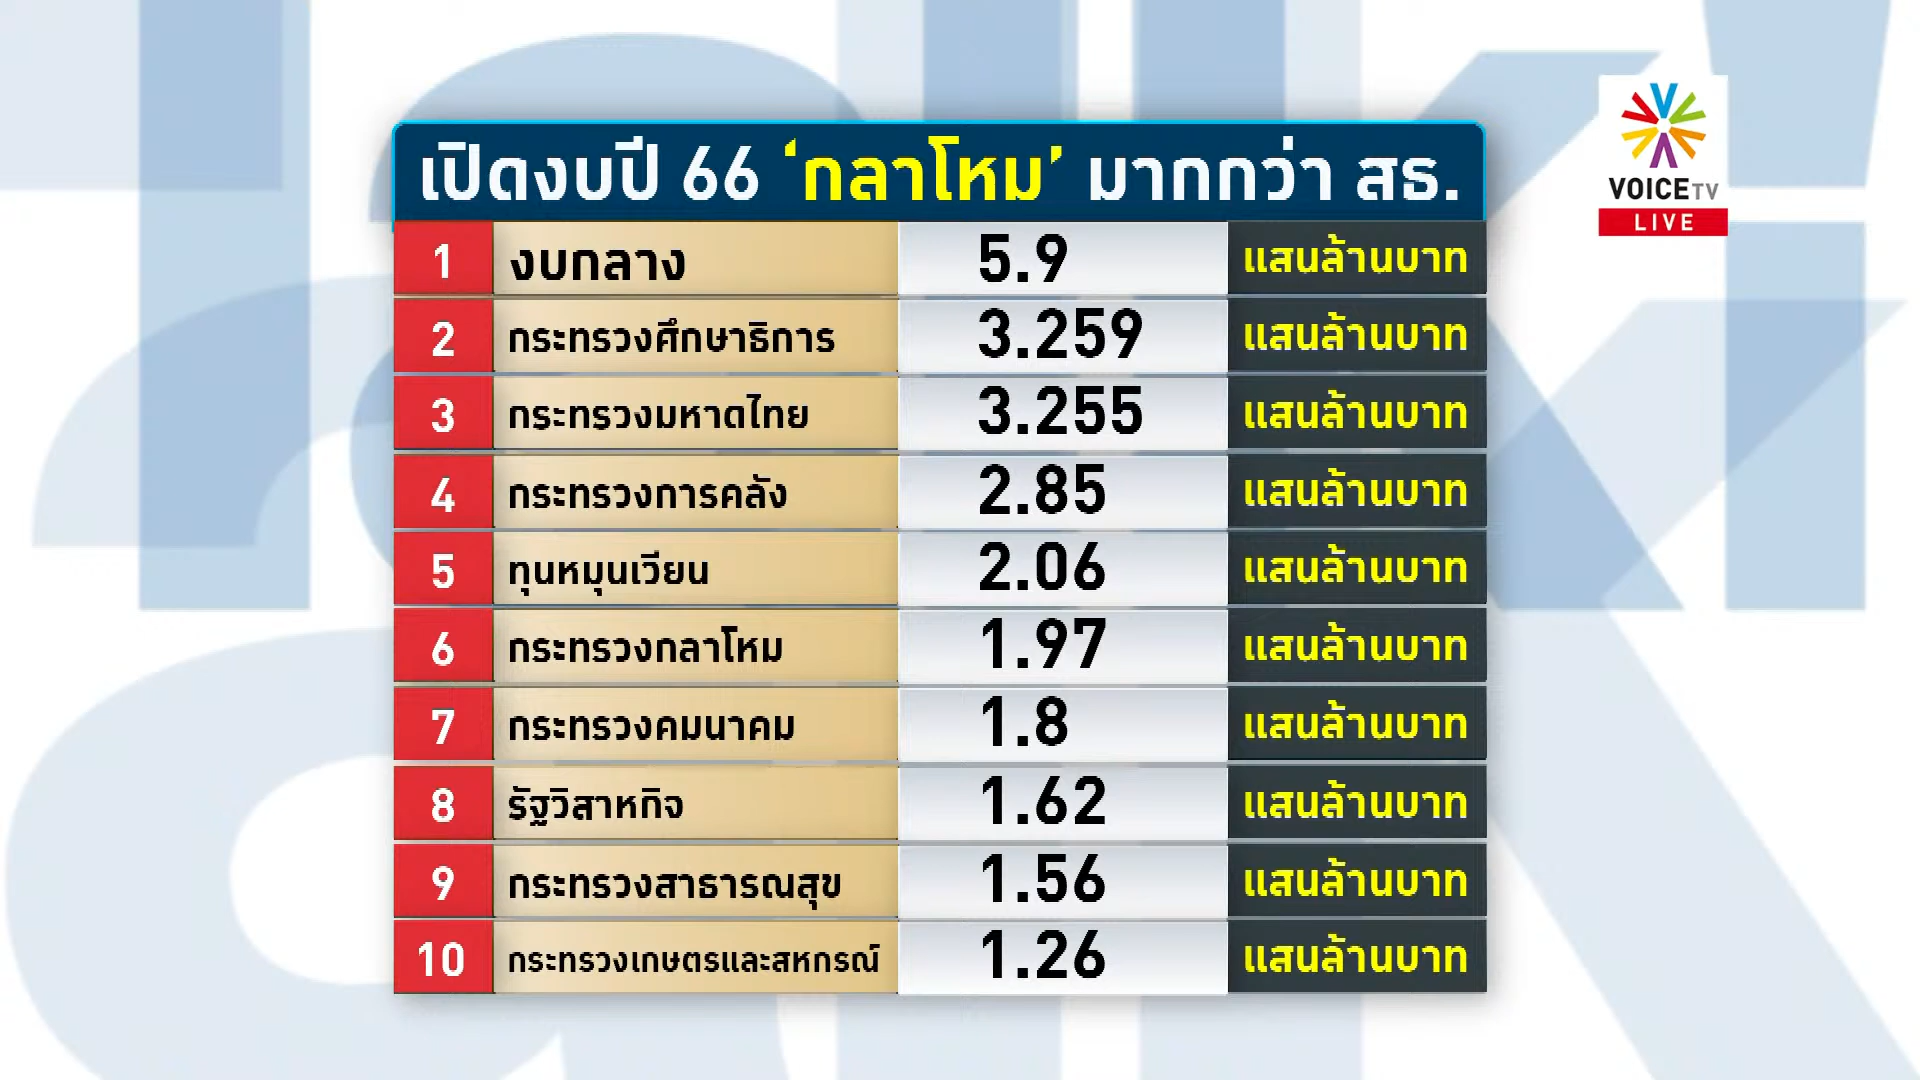 เปิดงบปี 66 ‘กลาโหม’ มากกว่า สธ.
VOICE TV
LIVE
1 งบกลาง 5.9 แสนล้านบาท
2 กระทรวงศึกษาธิการ 3.259 แสนล้านบาท
3 กระทรวงมหาดไทย 3.255 แสนล้านบาท
4 กระทรวงการคลัง 2.85 แสนล้านบาท
5 ทุนหมุนเวียน 2.06 แสนล้านบาท
6 กระทรวงกลาโหม 1.97 แสนล้านบาท
7 กระทรวงคมนาคม 1.8 แสนล้านบาท
8 รัฐวิสาหกิจ 1.62 แสนล้านบาท
9 กระทรวงสาธารณสุข 1.56 แสนล้านบาท
10 กระทรวงเกษตรและสหกรณ์ 1.26 แสนล้านบาท